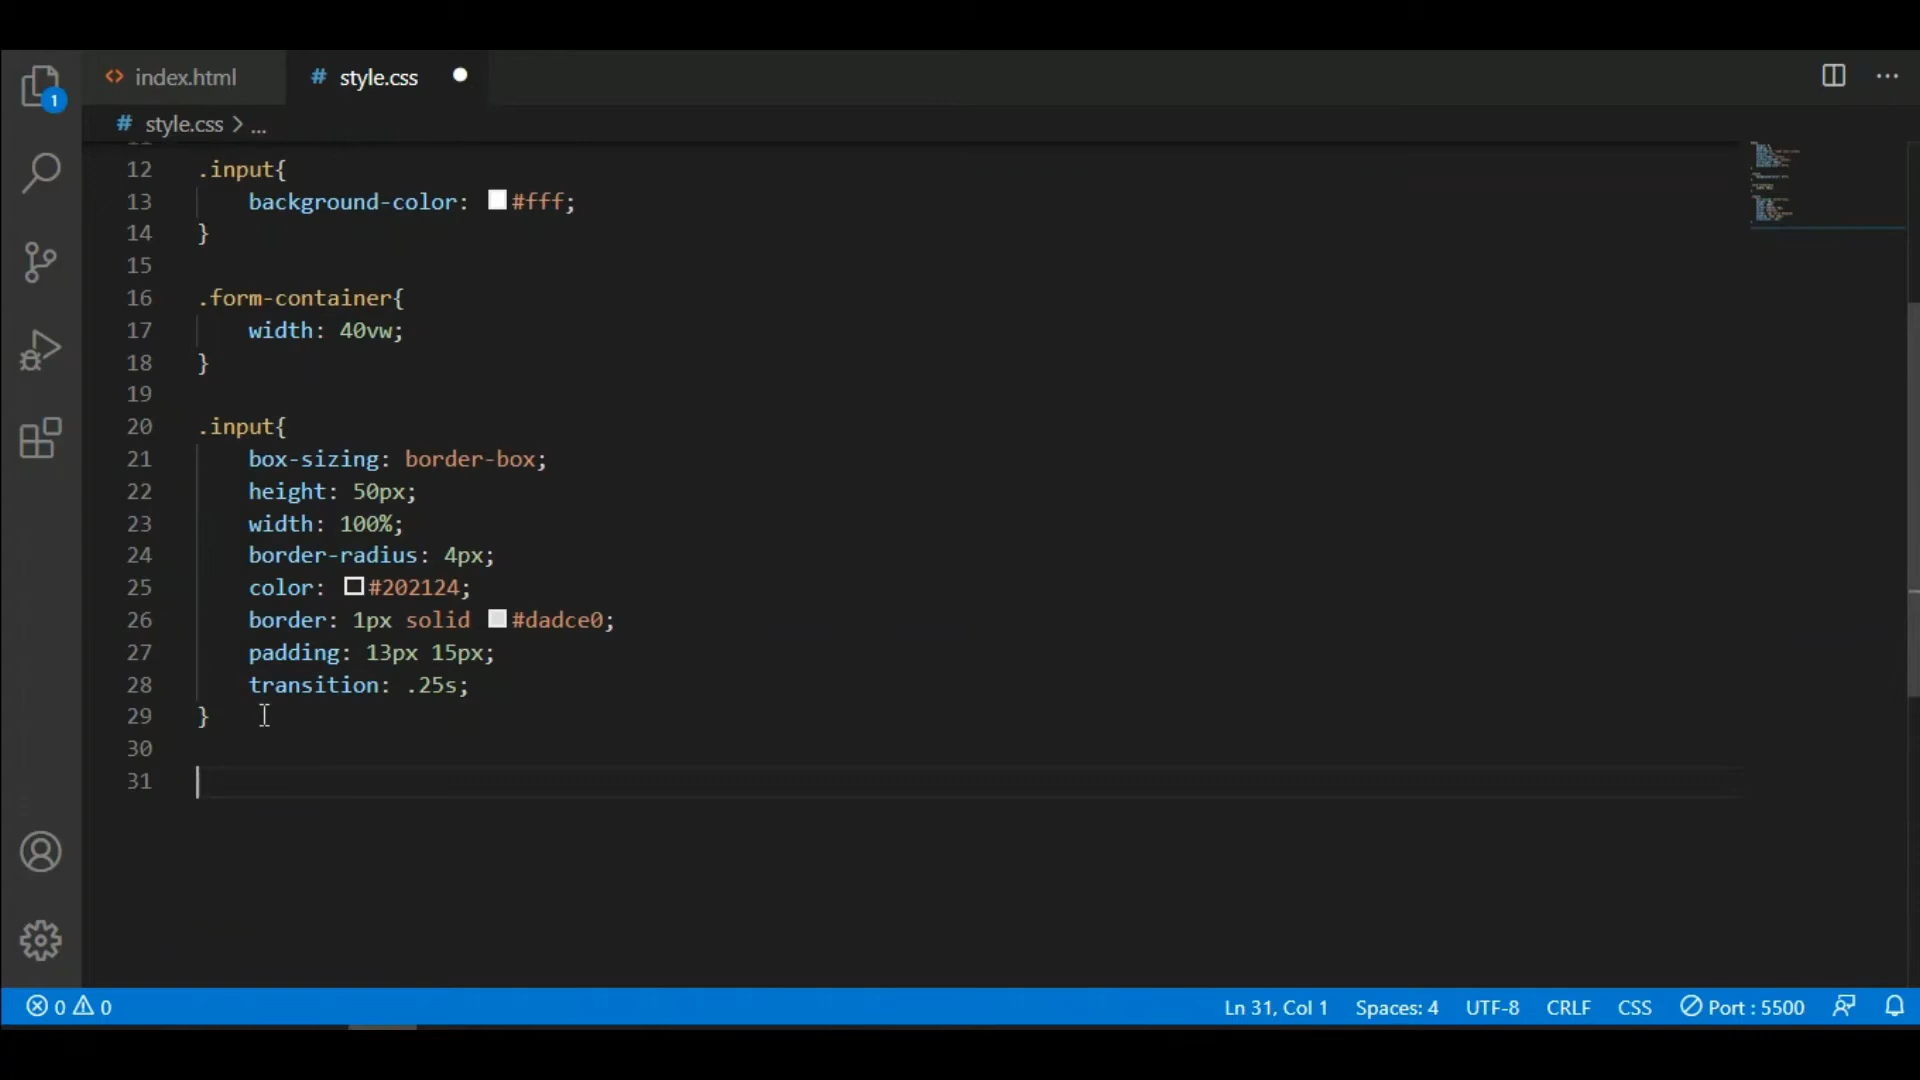 index.html
# style.css
# style.css > ...
1
12 .input{
13     background-color: #fff;
14 }
15
16 .form-container{
17     width: 40vw;
18 }
19
20 .input{
21     box-sizing: border-box;
22     height: 50px;
23     width: 100%;
24     border-radius: 4px;
25     color: #202124;
26     border: 1px solid #dadce0;
27     padding: 13px 15px;
28     transition: .25s;
29 }
30
31
0 0 Ln 31, Col 1 Spaces: 4 UTF-8 CRLF CSS Port : 5500